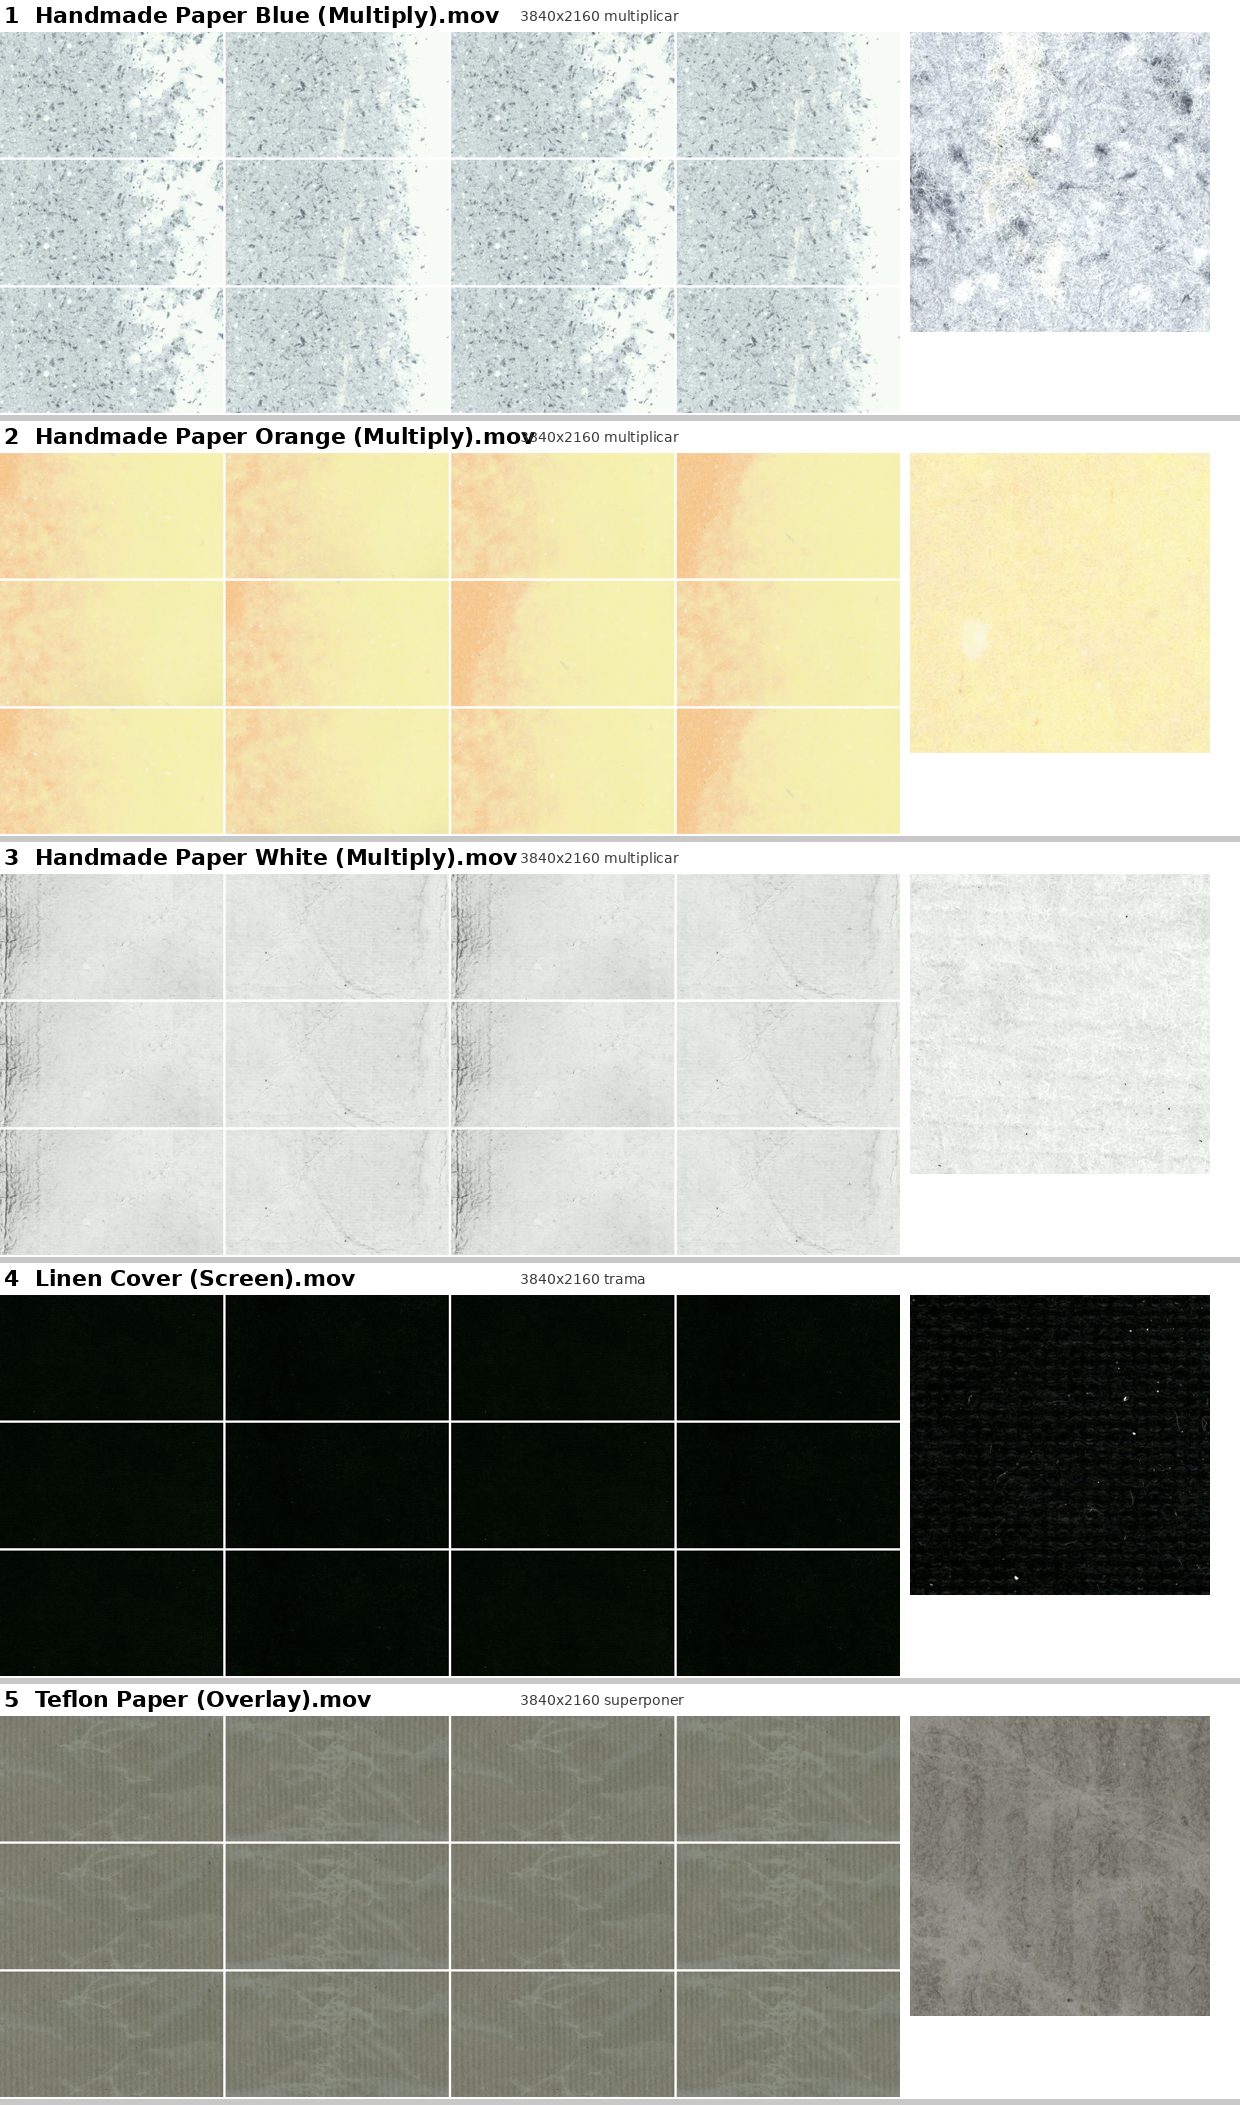 1 Handmade Paper Blue (Multiply).mov 3840x2160 multiplicar
2 Handmade Paper Orange (Multiply).mov 3840x2160 multiplicar
3 Handmade Paper White (Multiply).mov 3840x2160 multiplicar
4 Linen Cover (Screen).mov 3840x2160 trama
5 Teflon Paper (Overlay).mov 3840x2160 superponer